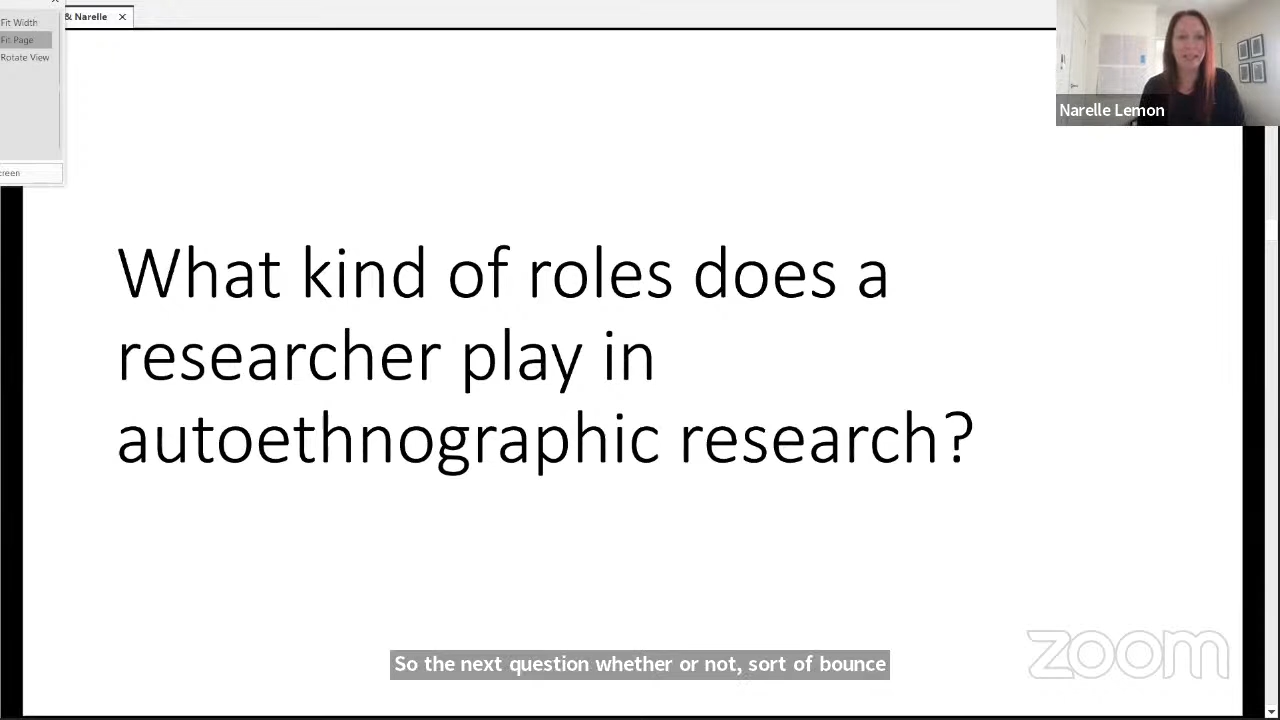 & Narelle
Fit Width
Fit Page
Rotate View
creen
Narelle Lemon
What kind of roles does a
researcher play in
autoethnographic research?
So the next question whether or not, sort of bounce
zoom